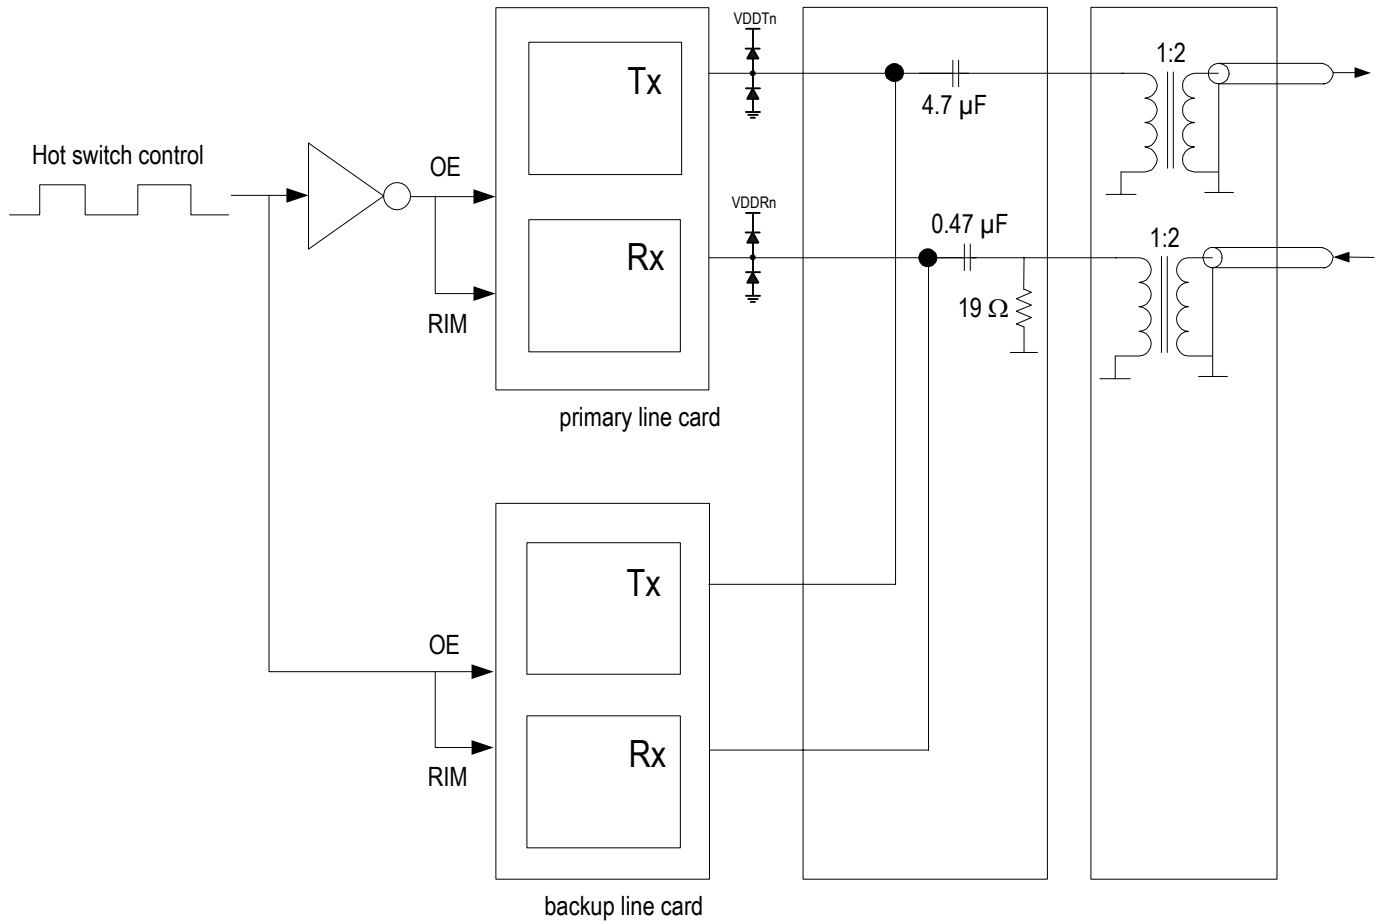 VDDTn
1:2
Tx
4.7 µF
Hot switch control
OE
VDDRn
0.47 µF
1:2
Rx
19 Ω
RIM
primary line card
Tx
OE
Rx
RIM
backup line card